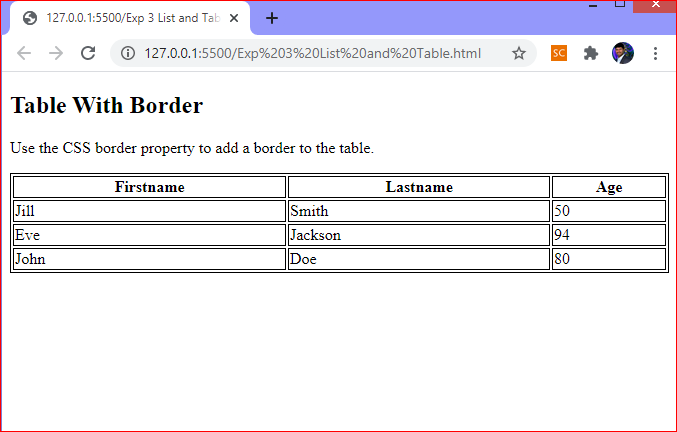 127.0.0.1:5500/Exp 3 List and Tab
127.0.0.1:5500/Exp%203%20List%20and%20Table.html
SC
Table With Border
Use the CSS border property to add a border to the table.
Firstname Lastname Age
Jill Smith 50
Eve Jackson 94
John Doe 80